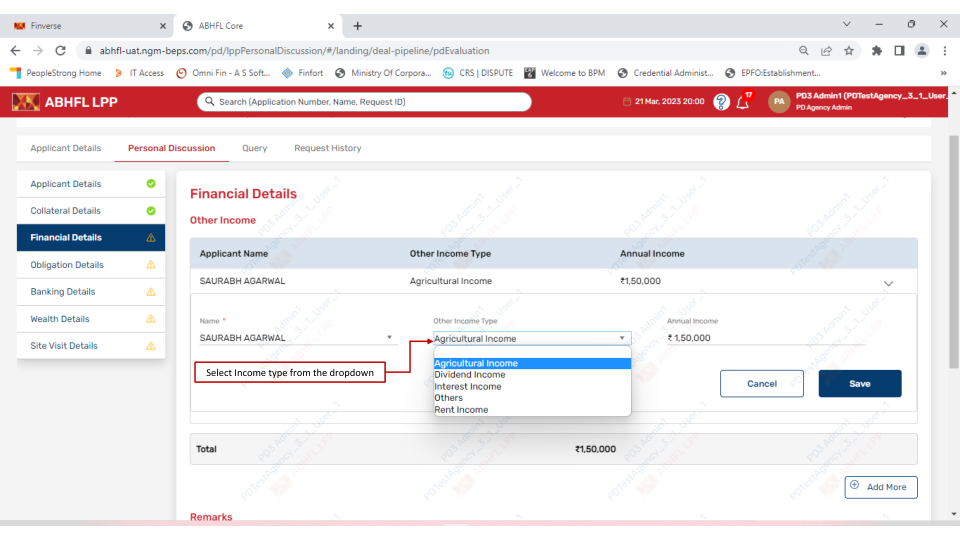 Finverse
ABHFL Core
abhfl-uat.ngm-beps.com/pd/lppPersonalDiscussion/#/landing/deal-pipeline/pdEvaluation
PeopleStrong Home IT Access Omni Fin - A S Soft... Finfort Ministry Of Corpora... CRS | DISPUTE Welcome to BPM Credential Administ... EPFO:Establishment... »
ABHFL LPP
Search (Application Number, Name, Request ID)
21 Mar, 2023 20:00
17
PA
PD3 Admin1 (PDTestAgency_3_1_User_
PD Agency Admin
Applicant Details Personal Discussion Query Request History
Applicant Details
Collateral Details
Financial Details
Obligation Details
Banking Details
Wealth Details
Site Visit Details
Financial Details
Other Income
Applicant Name Other Income Type Annual Income
SAURABH AGARWAL Agricultural Income ₹1,50,000
Name * Other Income Type Annual Income
SAURABH AGARWAL Agricultural Income ₹ 1,50,000
Select Income type from the dropdown
Agricultural Income
Dividend Income
Interest Income
Others
Rent Income
Cancel Save
Total ₹1,50,000
Add More
Remarks